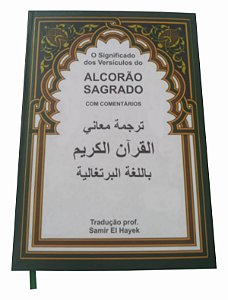 O Significado
dos Versículos do
ALCORÃO
SAGRADO
COM COMENTÁRIOS
ترجمة معاني
القرآن الكريم
باللغة البرتغالية
Tradução prof.
Samir El Hayek